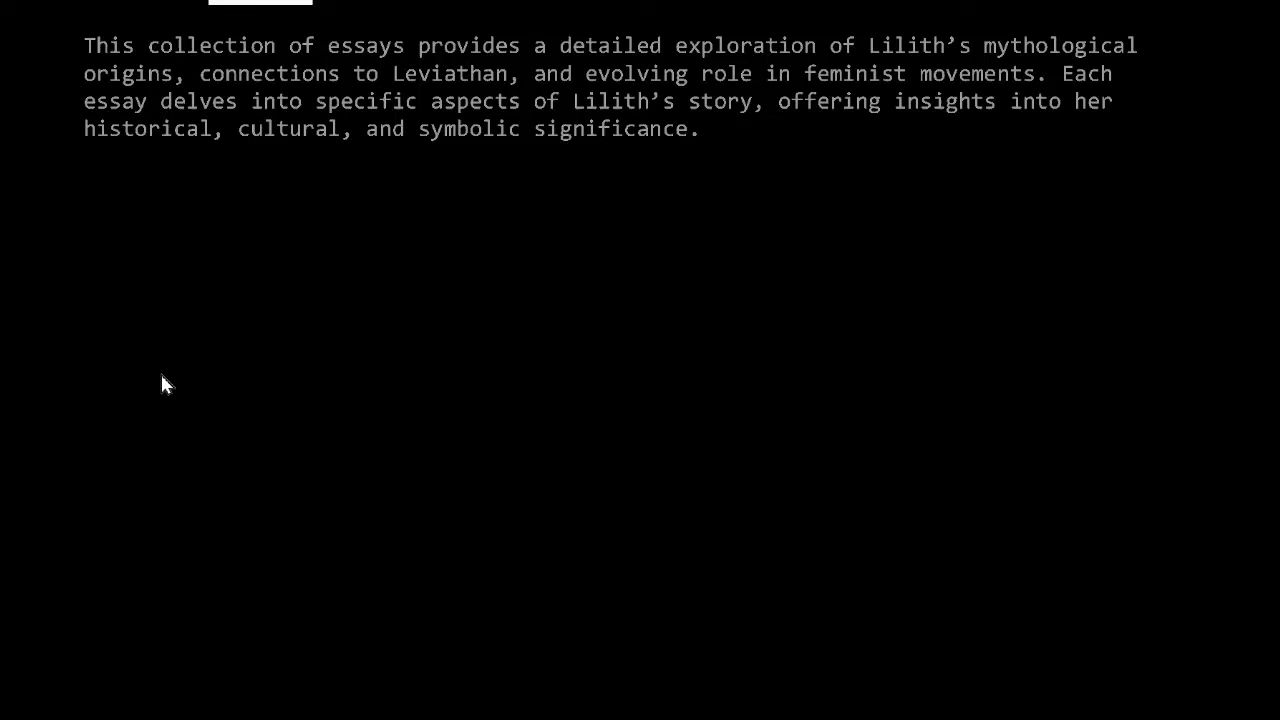 This collection of essays provides a detailed exploration of Lilith’s mythological
origins, connections to Leviathan, and evolving role in feminist movements. Each
essay delves into specific aspects of Lilith’s story, offering insights into her
historical, cultural, and symbolic significance.